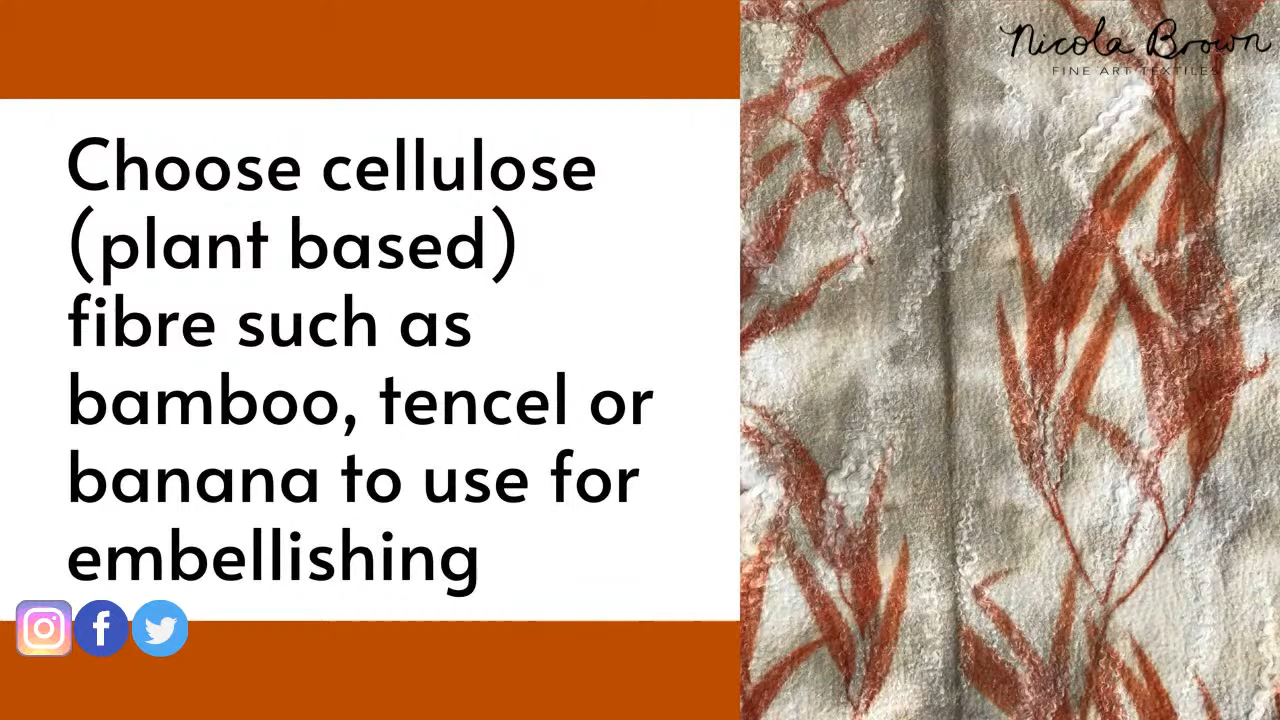 Nicola Brown
FINE ART TEXTILES
Choose cellulose
(plant based)
fibre such as
bamboo, tencel or
banana to use for
embellishing